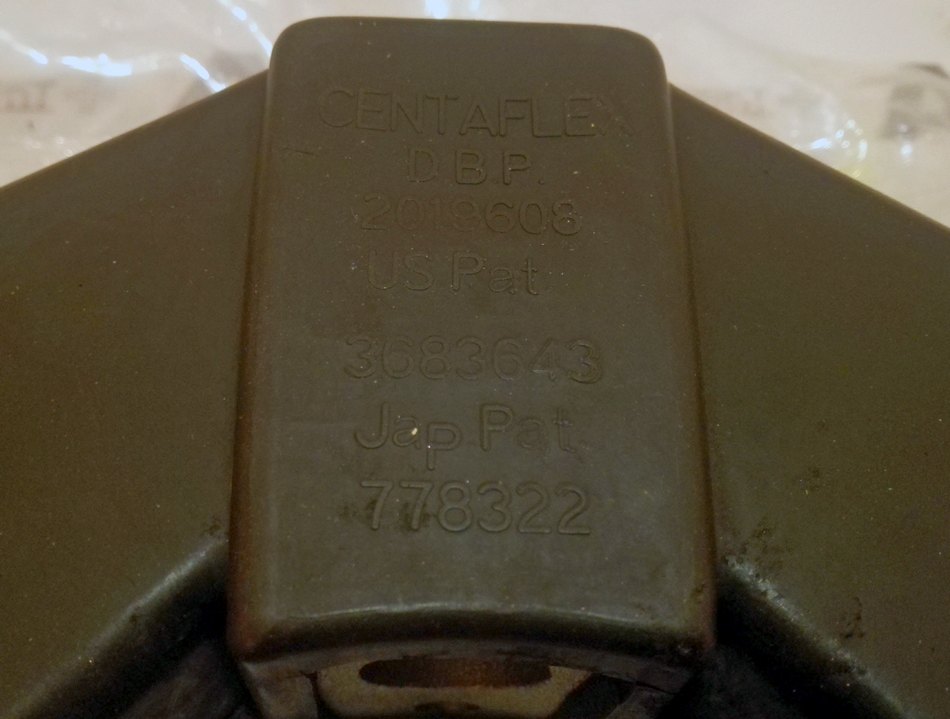 CENTAFLEX
D.B.P.
2019608
US Pat.
3683643
Jap Pat.
778322